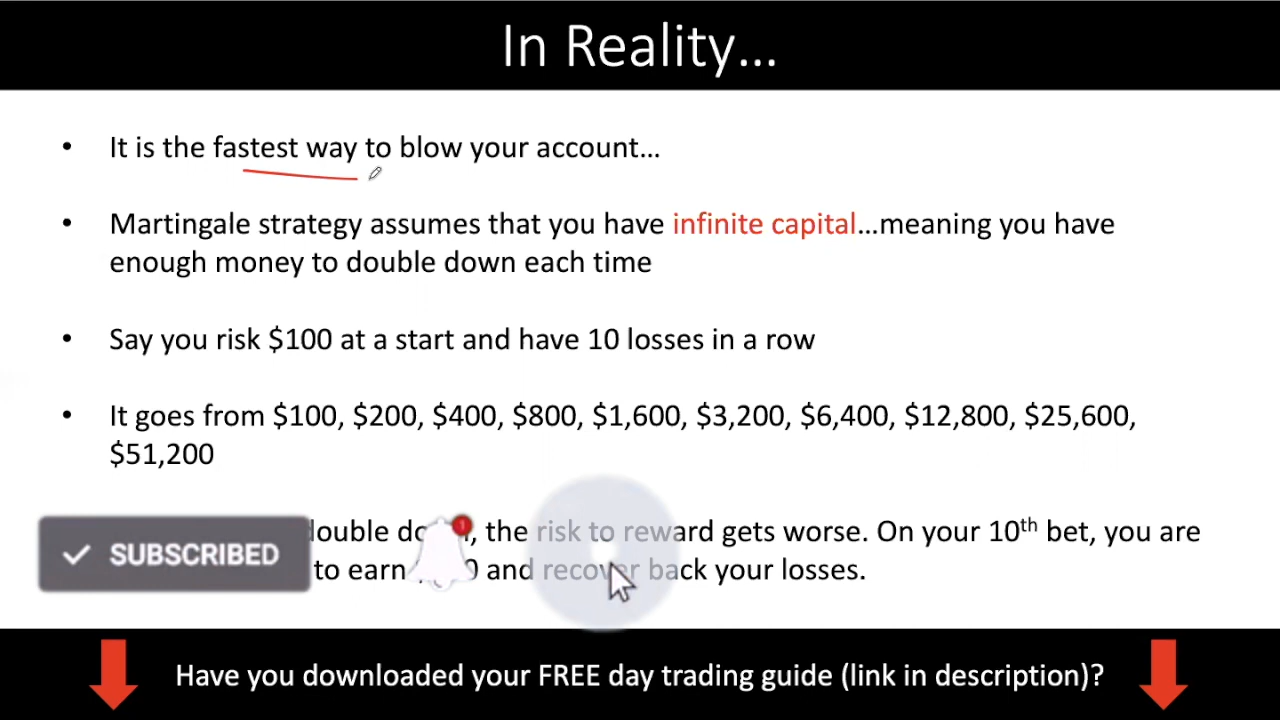 In Reality...
• It is the fastest way to blow your account...
• Martingale strategy assumes that you have infinite capital...meaning you have
enough money to double down each time
• Say you risk $100 at a start and have 10 losses in a row
• It goes from $100, $200, $400, $800, $1,600, $3,200, $6,400, $12,800, $25,600,
$51,200
double , the risk to reward gets worse. On your 10th bet, you are
to earn and recover back your losses.
SUBSCRIBED
1
Have you downloaded your FREE day trading guide (link in description)?